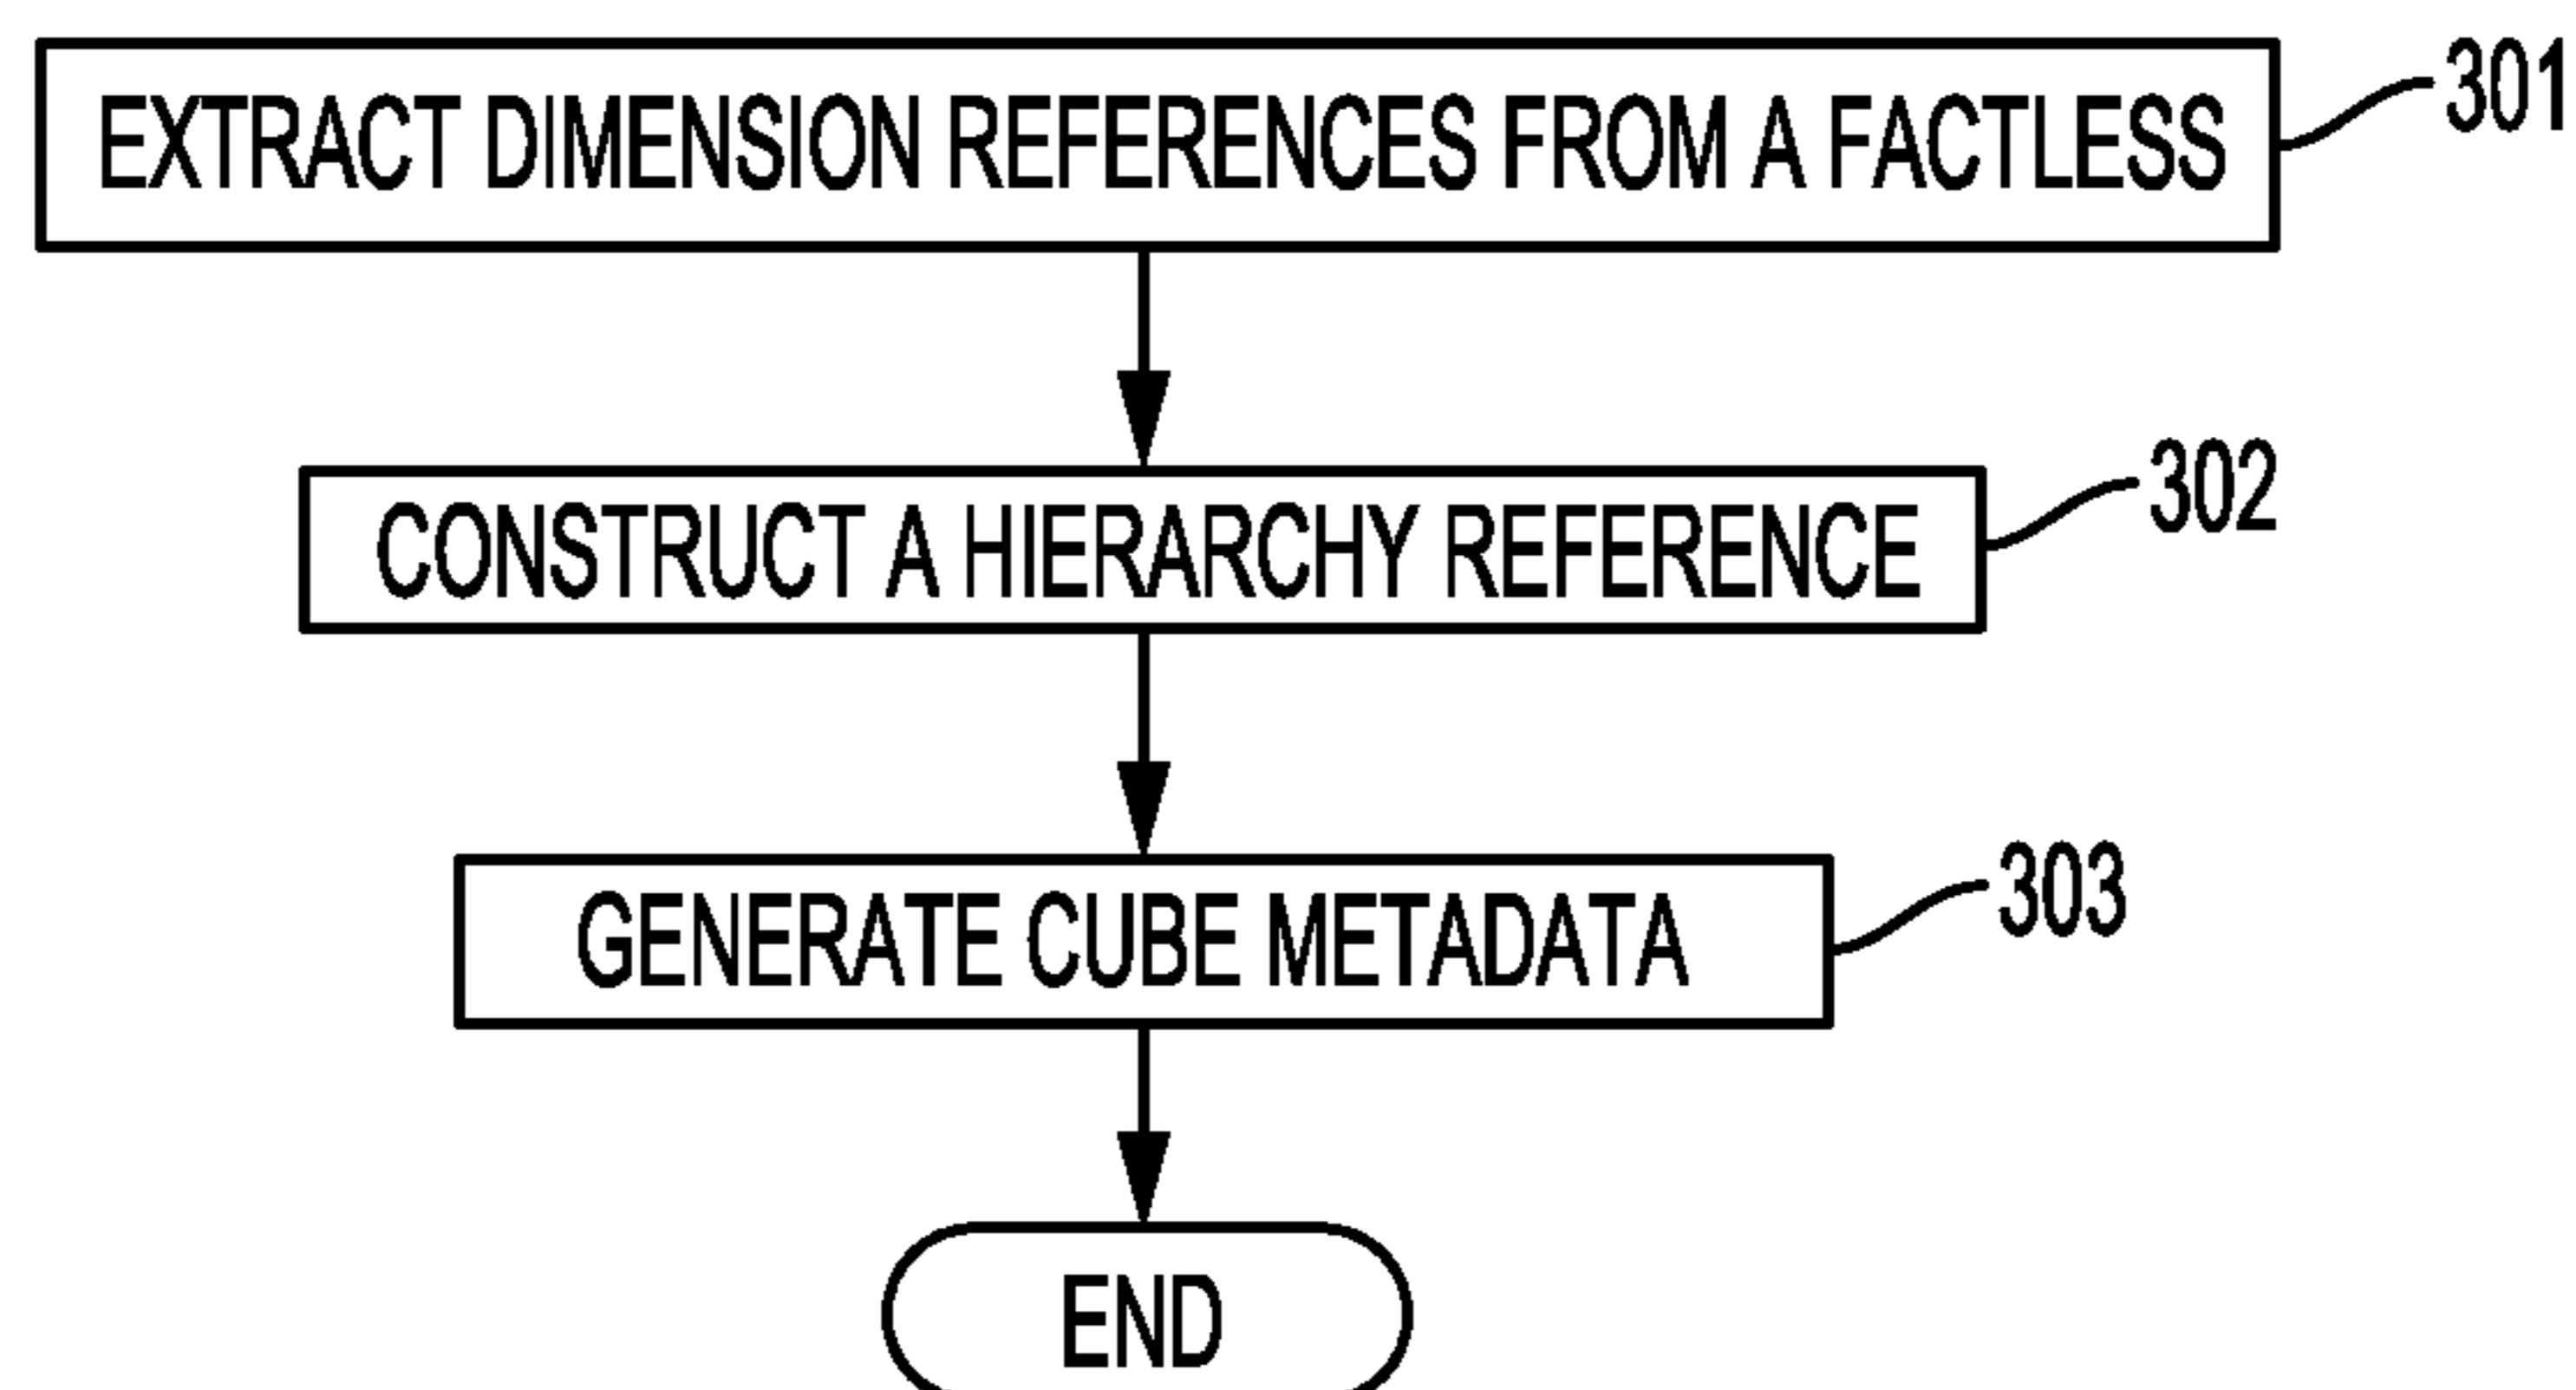 EXTRACT DIMENSION REFERENCES FROM A FACTLESS
301
CONSTRUCT A HIERARCHY REFERENCE
302
GENERATE CUBE METADATA
303
END